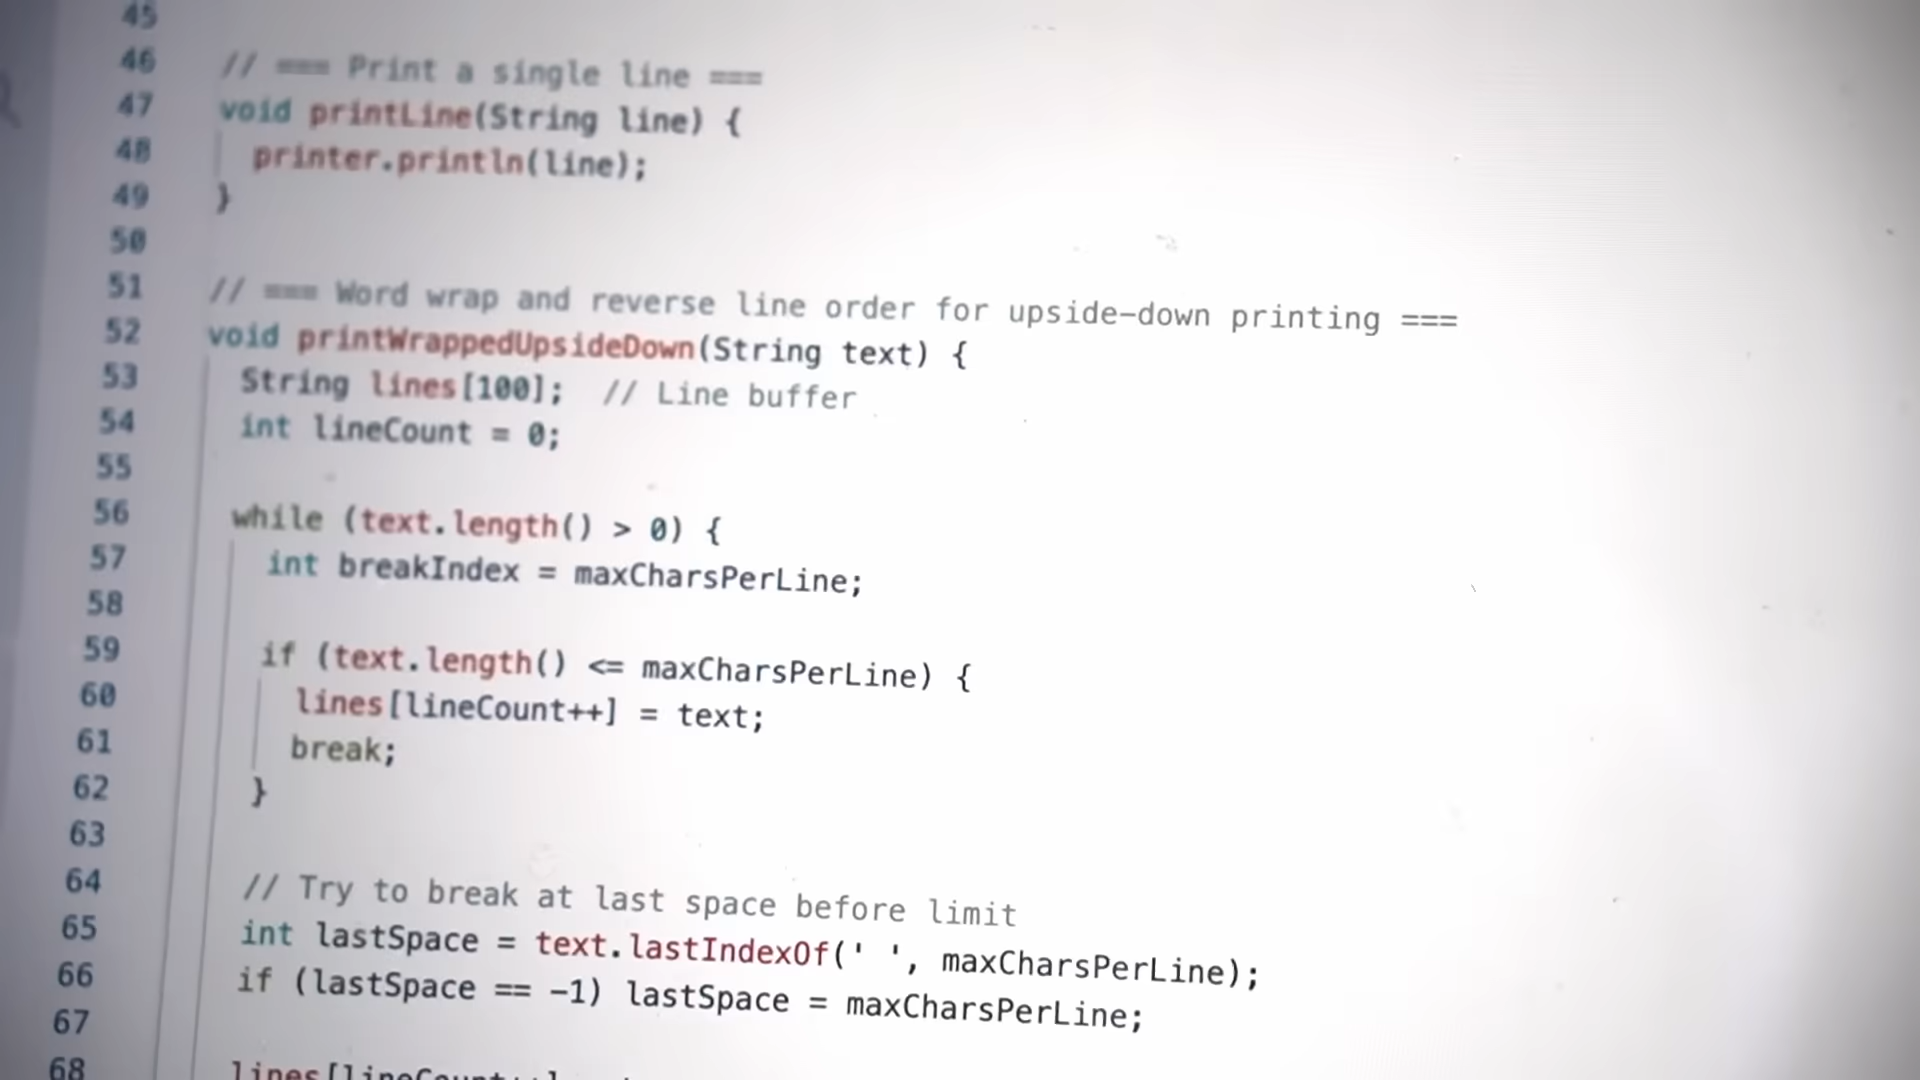 45
46 // === Print a single line ===
47 void printLine(String line) {
48 printer.println(line);
49 }
50
51 // === Word wrap and reverse line order for upside-down printing ===
52 void printWrappedUpsideDown(String text) {
53 String lines[100]; // Line buffer
54 int lineCount = 0;
55
56 while (text.length() > 0) {
57 int breakIndex = maxCharsPerLine;
58
59 if (text.length() <= maxCharsPerLine) {
60 lines[lineCount++] = text;
61 break;
62 }
63
64 // Try to break at last space before limit
65 int lastSpace = text.lastIndexOf(' ', maxCharsPerLine);
66 if (lastSpace == -1) lastSpace = maxCharsPerLine;
67
68 lines[lineCount++]